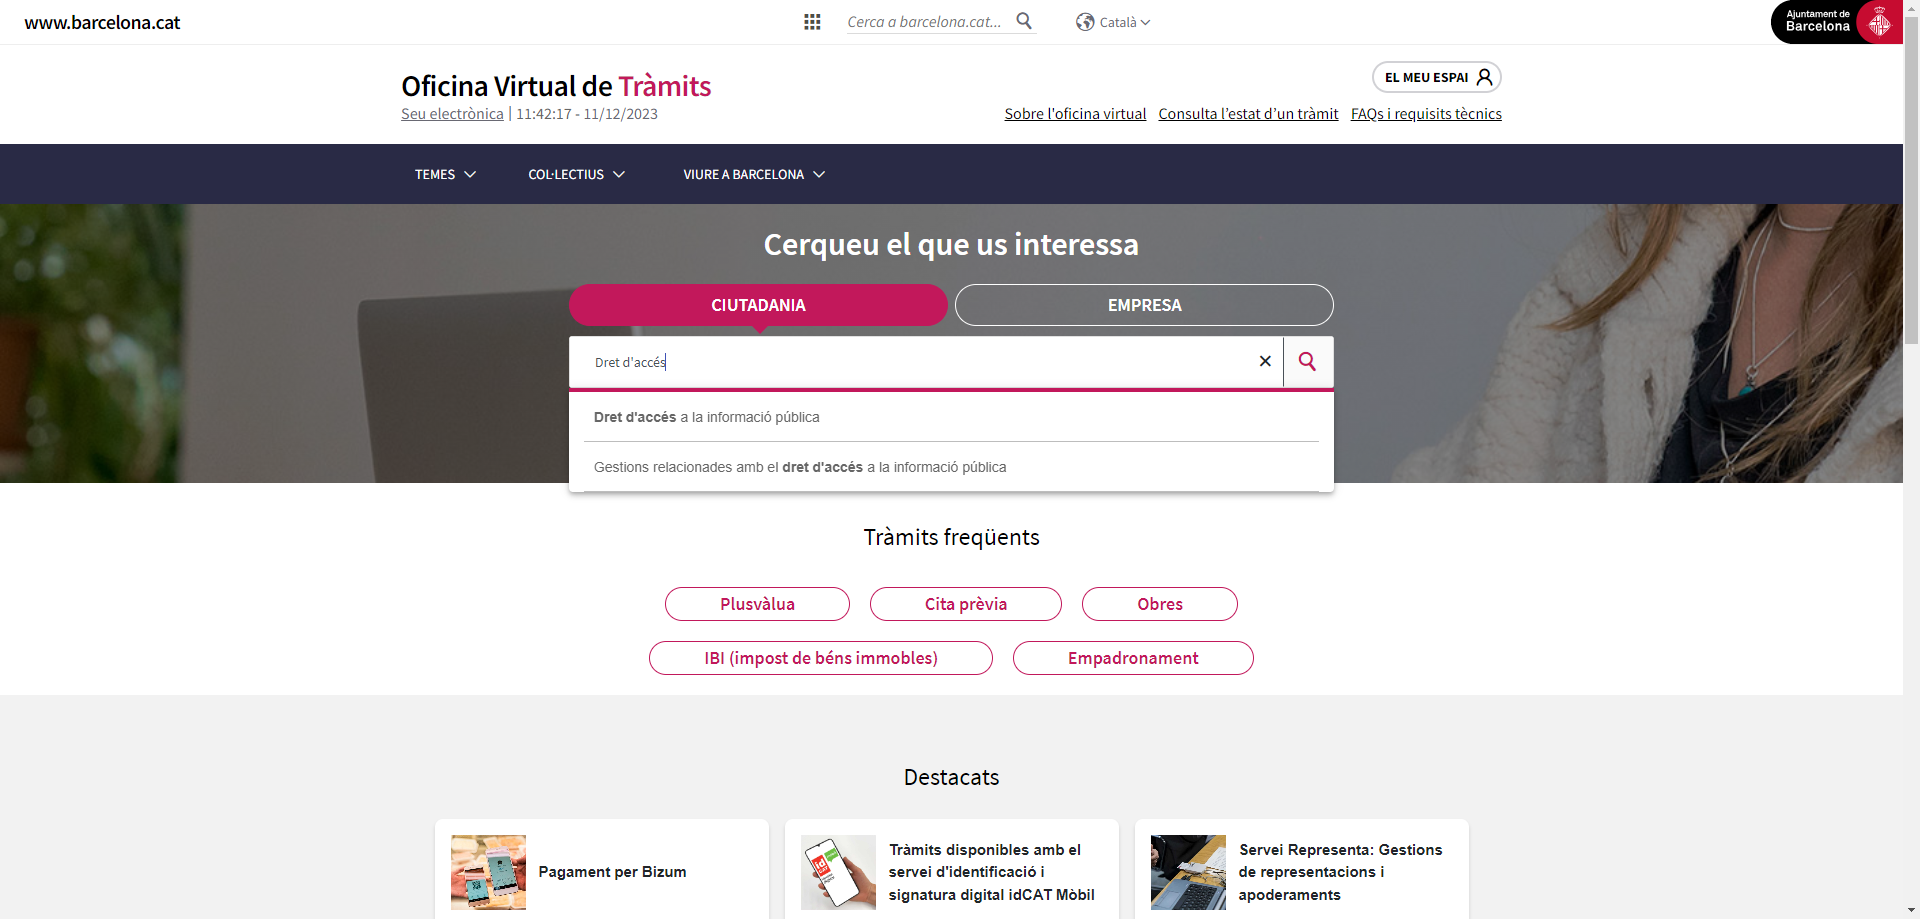 www.barcelona.cat
Cerca a barcelona.cat...
Català
Ajuntament de
Barcelona
Oficina Virtual de Tràmits
EL MEU ESPAI
Seu electrònica | 11:42:17 - 11/12/2023
Sobre l'oficina virtual
Consulta l’estat d’un tràmit
FAQs i requisits tècnics
TEMES
COL·LECTIUS
VIURE A BARCELONA
Cerqueu el que us interessa
CIUTADANIA
EMPRESA
Dret d'accés
Dret d'accés a la informació pública
Gestions relacionades amb el dret d'accés a la informació pública
Tràmits freqüents
Plusvàlua
Cita prèvia
Obres
IBI (impost de béns immobles)
Empadronament
Destacats
Pagament per Bizum
Tràmits disponibles amb el
servei d'identificació i
signatura digital idCAT Mòbil
Servei Representa: Gestions
de representacions i
apoderaments